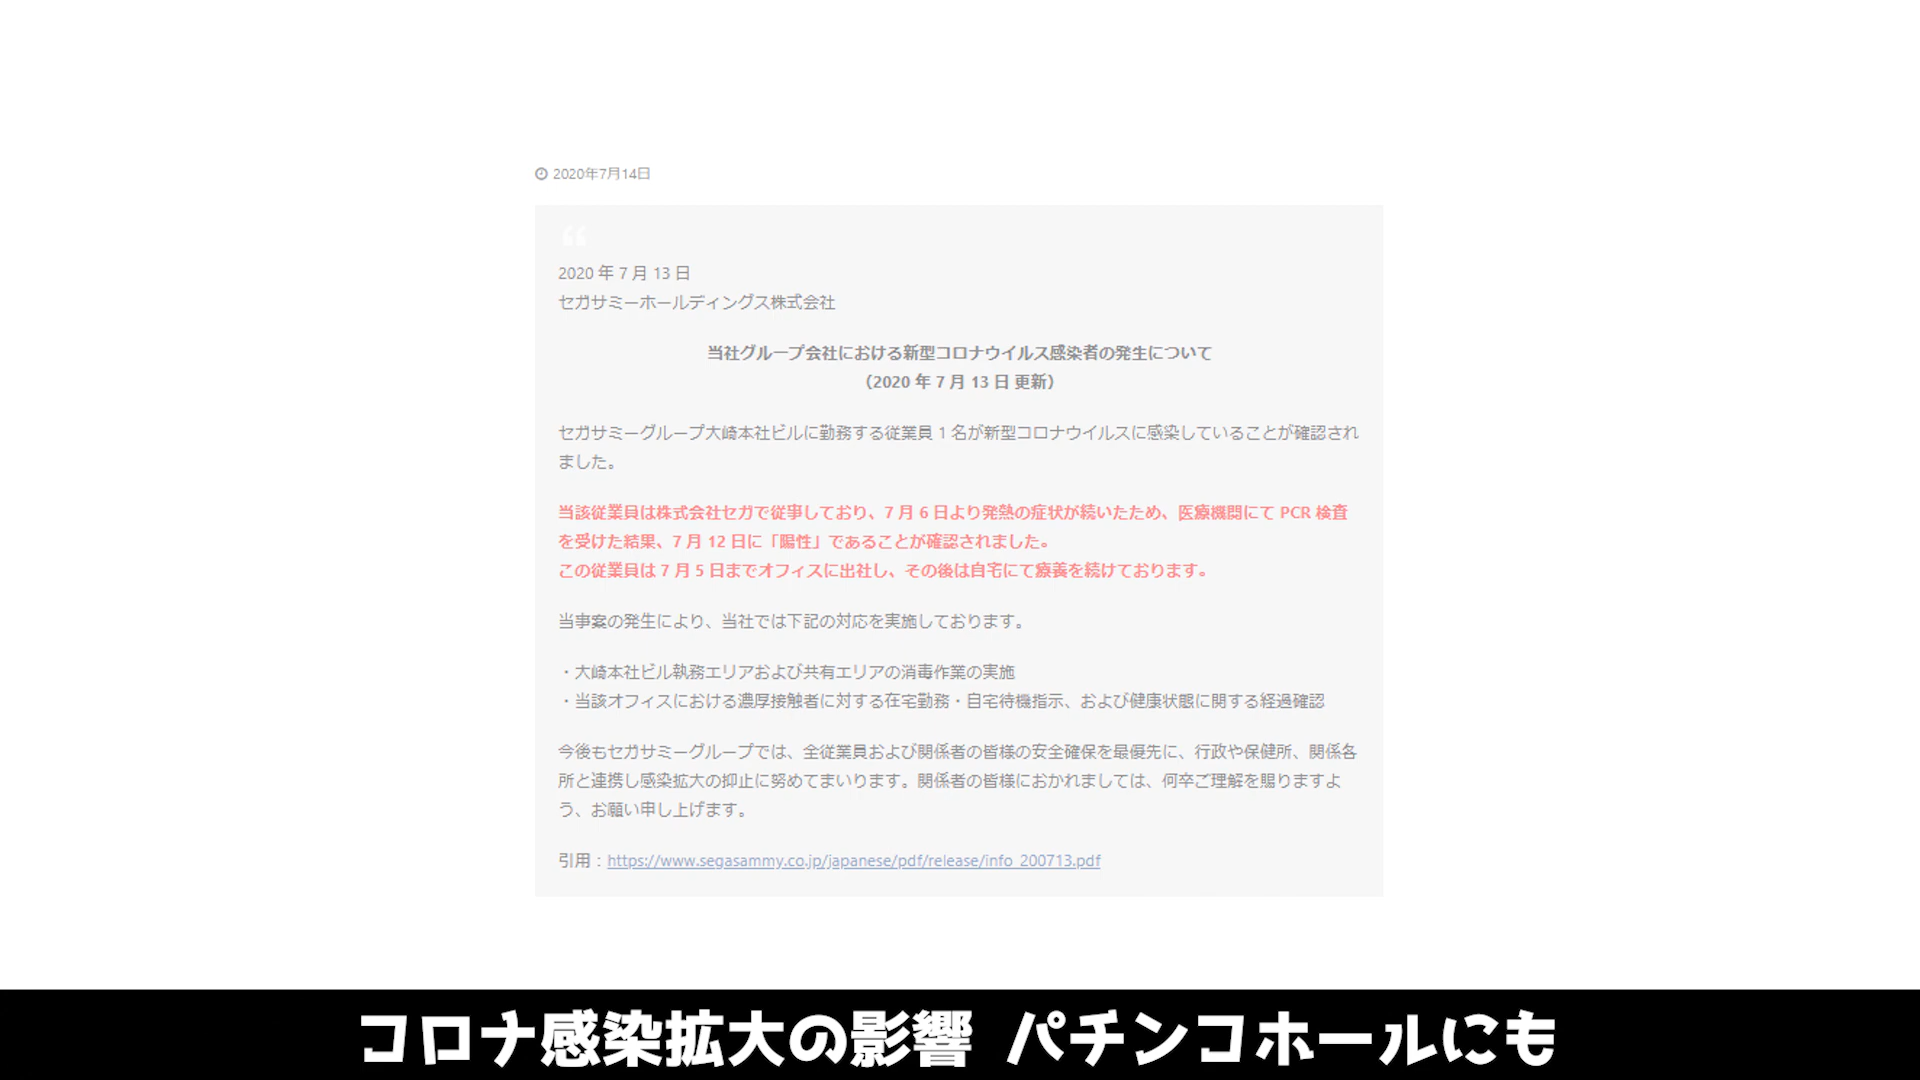 2020年7月14日
2020 年 7 月 13 日
セガサミーホールディングス株式会社
当社グループ会社における新型コロナウイルス感染者の発生について
（2020 年 7 月 13 日 更新）
セガサミーグループ大崎本社ビルに勤務する従業員 1 名が新型コロナウイルスに感染していることが確認され
ました。
当該従業員は株式会社セガで従事しており、7 月 6 日より発熱の症状が続いたため、医療機関にて PCR 検査
を受けた結果、7 月 12 日に「陽性」であることが確認されました。
この従業員は 7 月 5 日までオフィスに出社し、その後は自宅にて療養を続けております。
当事案の発生により、当社では下記の対応を実施しております。
・大崎本社ビル執務エリアおよび共有エリアの消毒作業の実施
・当該オフィスにおける濃厚接触者に対する在宅勤務・自宅待機指示、および健康状態に関する経過確認
今後もセガサミーグループでは、全従業員および関係者の皆様の安全確保を最優先に、行政や保健所、関係各
所と連携し感染拡大の抑止に努めてまいります。関係者の皆様におかれましては、何卒ご理解を賜りますよ
う、お願い申し上げます。
引用：https://www.segasammy.co.jp/japanese/pdf/release/info_200713.pdf
コロナ感染拡大の影響 パチンコホールにも